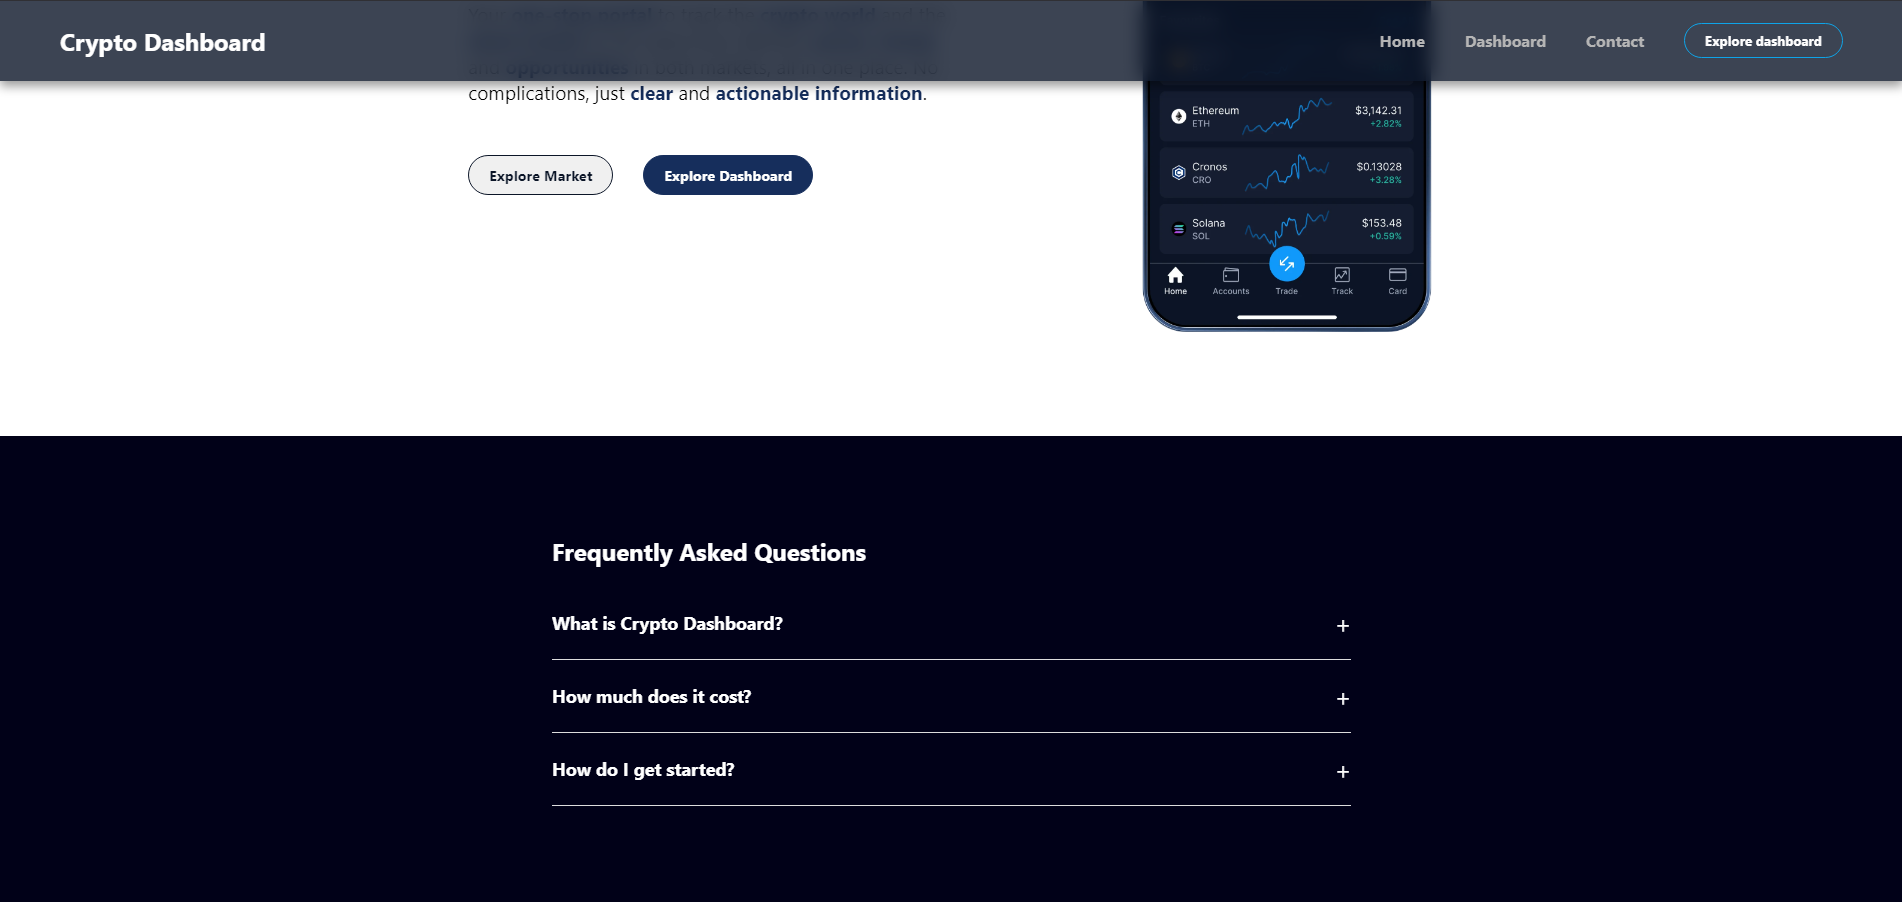 Crypto Dashboard
Home
Dashboard
Contact
Explore dashboard
and opportunities in both markets, all in one place. No
complications, just clear and actionable information.
Explore Market
Explore Dashboard
Ethereum
ETH
$3,142.31
+2.82%
Cronos
CRO
$0.13028
+3.28%
Solana
SOL
$153.48
+0.59%
Home
Accounts
Trade
Track
Card
Frequently Asked Questions
What is Crypto Dashboard?
+
How much does it cost?
+
How do I get started?
+